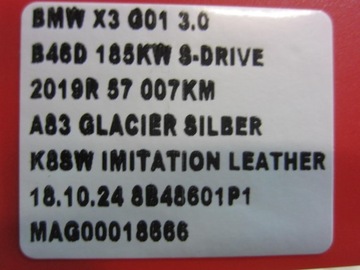 BMW X3 G01 3.0
B46D 185KW S-DRIVE
2019R 57 007KM
A83 GLACIER SILBER
K8SW IMITATION LEATHER
18.10.24 8B48601P1
MAG00018666